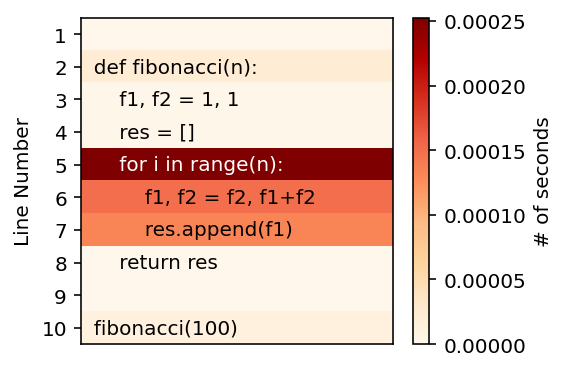 1
2 def fibonacci(n):
3 f1, f2 = 1, 1
4 res = []
5 for i in range(n):
6 f1, f2 = f2, f1+f2
7 res.append(f1)
8 return res
9
10 fibonacci(100)
Line Number
0.00025
0.00020
0.00015
0.00010
0.00005
0.00000
# of seconds